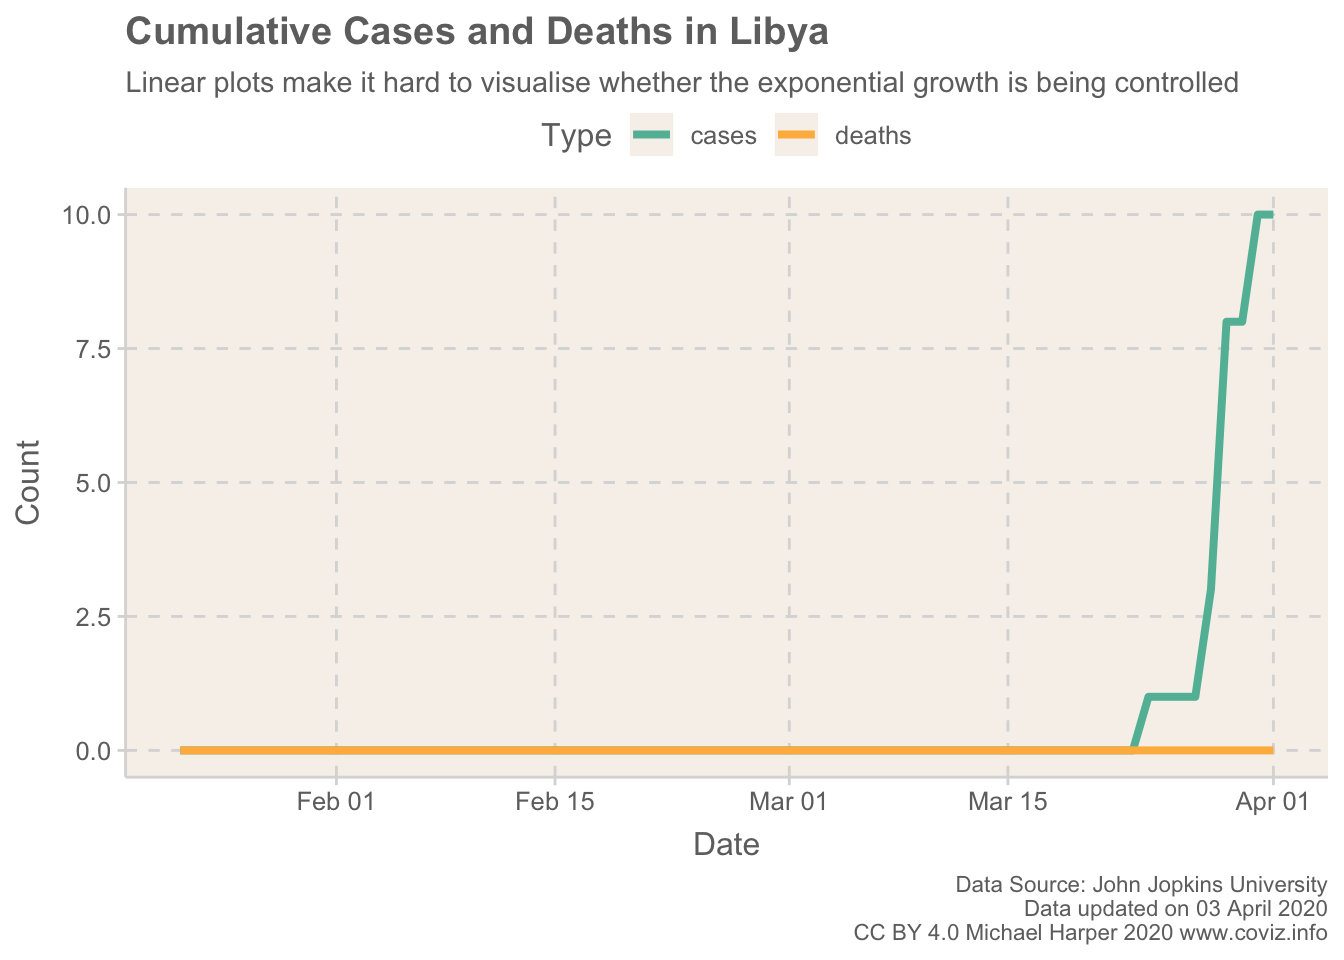 Cumulative Cases and Deaths in Libya
Linear plots make it hard to visualise whether the exponential growth is being controlled
Type cases deaths
10.0
7.5
5.0
2.5
0.0
Count
Feb 01 Feb 15 Mar 01 Mar 15 Apr 01
Date
Data Source: John Jopkins University
Data updated on 03 April 2020
CC BY 4.0 Michael Harper 2020 www.coviz.info